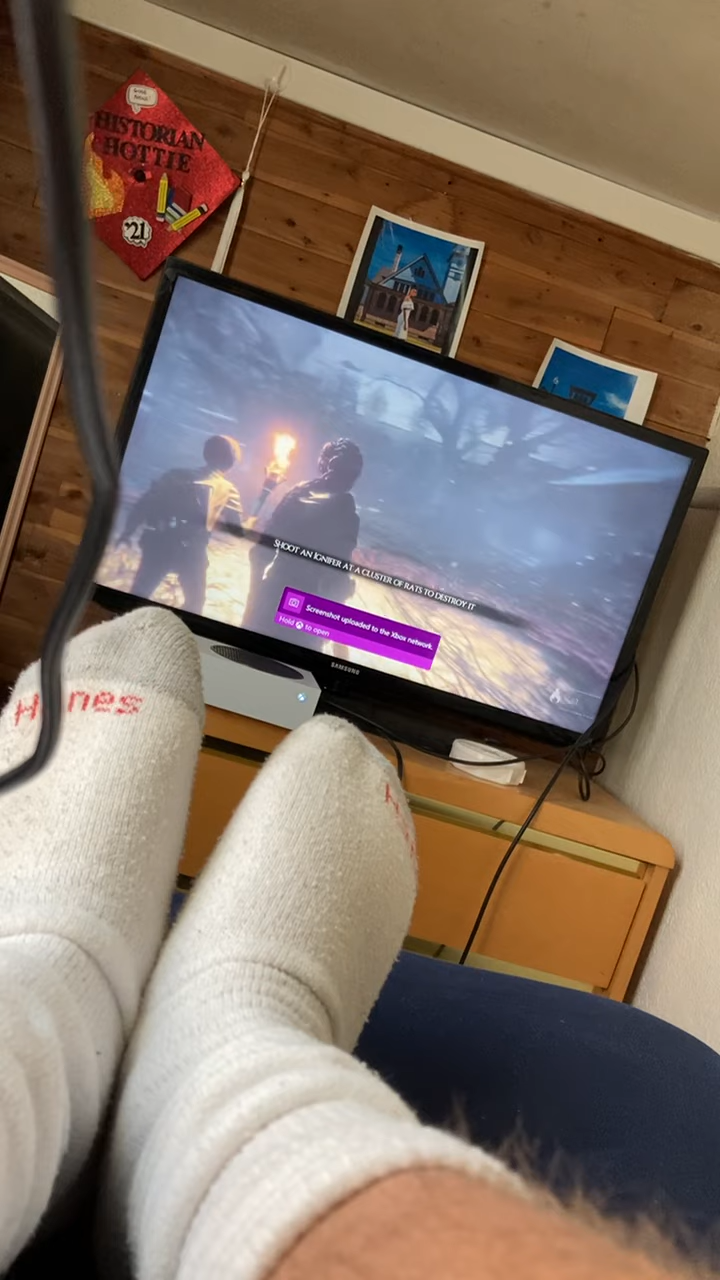 HISTORIAN
HOTTIE
'21
SHOOT AN IGNIFER AT A CLUSTER OF RATS TO DESTROY IT
Screenshot uploaded to the Xbox network.
Hold to open
SAMSUNG
Hanes